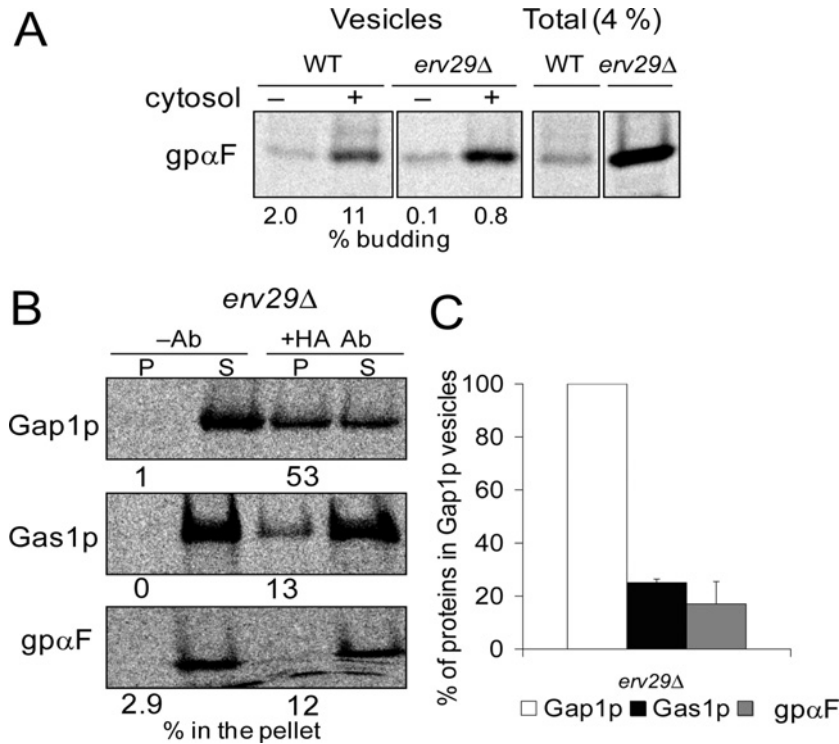 A
Vesicles Total (4 %)
WT erv29Δ WT erv29Δ
cytosol – + – +
gpαF
2.0 11 0.1 0.8
% budding
B
erv29Δ
–Ab +HA Ab
P S P S
Gap1p
1 53
Gas1p
0 13
gpαF
2.9 12
% in the pellet
C
% of proteins in Gap1p vesicles
100
80
60
40
20
0
erv29Δ
Gap1p Gas1p gpαF